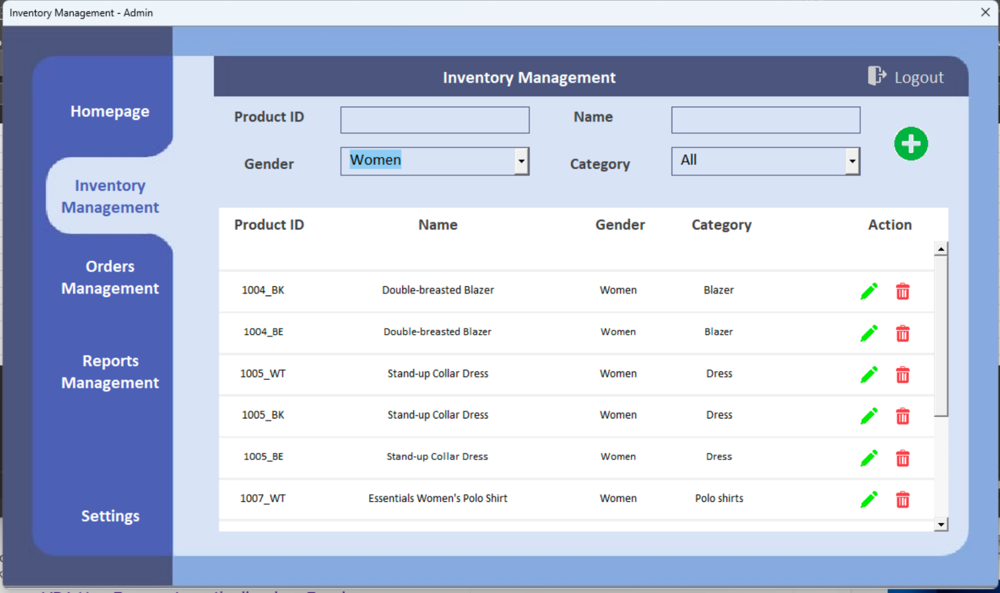 Inventory Management - Admin
Inventory Management
Logout
Homepage
Inventory
Management
Orders
Management
Reports
Management
Settings
Product ID
Name
Gender
Women
Category
All
Product ID Name Gender Category Action
1004_BK Double-breasted Blazer Women Blazer
1004_BE Double-breasted Blazer Women Blazer
1005_WT Stand-up Collar Dress Women Dress
1005_BK Stand-up Collar Dress Women Dress
1005_BE Stand-up Collar Dress Women Dress
1007_WT Essentials Women's Polo Shirt Women Polo shirts